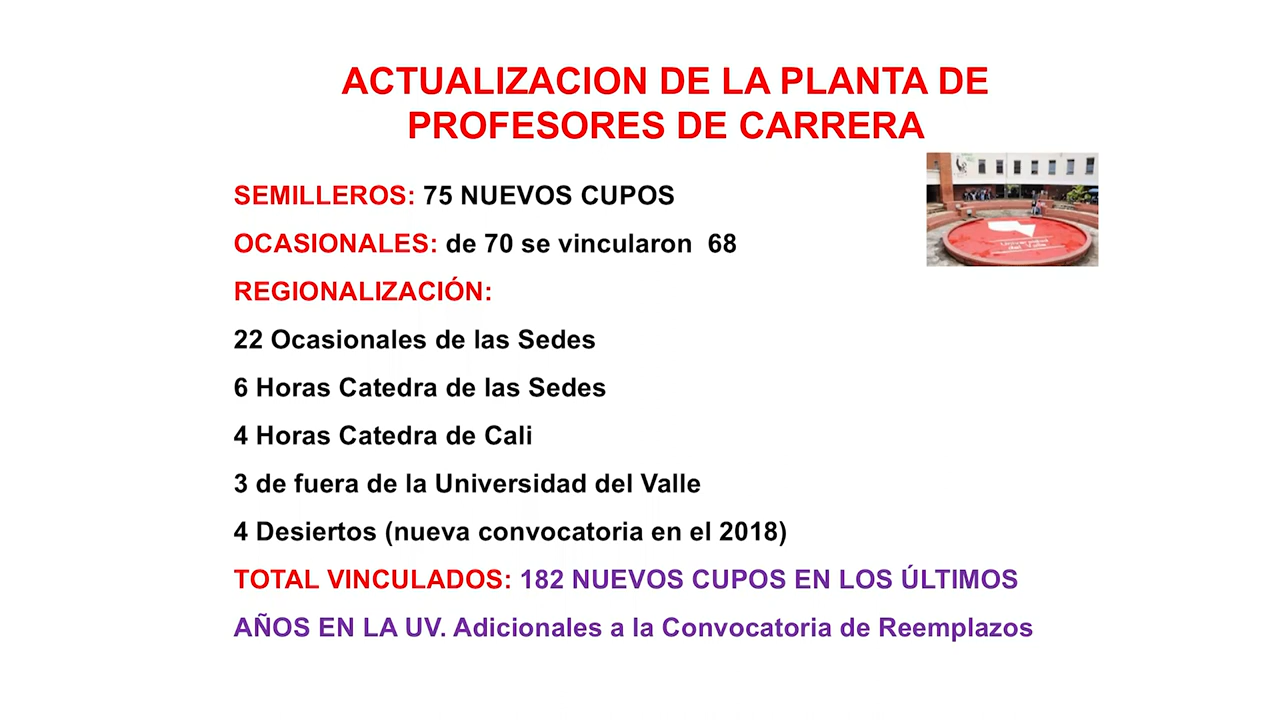 ACTUALIZACION DE LA PLANTA DE
PROFESORES DE CARRERA
SEMILLEROS: 75 NUEVOS CUPOS
OCASIONALES: de 70 se vincularon 68
REGIONALIZACIÓN:
22 Ocasionales de las Sedes
6 Horas Catedra de las Sedes
4 Horas Catedra de Cali
3 de fuera de la Universidad del Valle
4 Desiertos (nueva convocatoria en el 2018)
TOTAL VINCULADOS: 182 NUEVOS CUPOS EN LOS ÚLTIMOS
AÑOS EN LA UV. Adicionales a la Convocatoria de Reemplazos
Universidad
del Valle